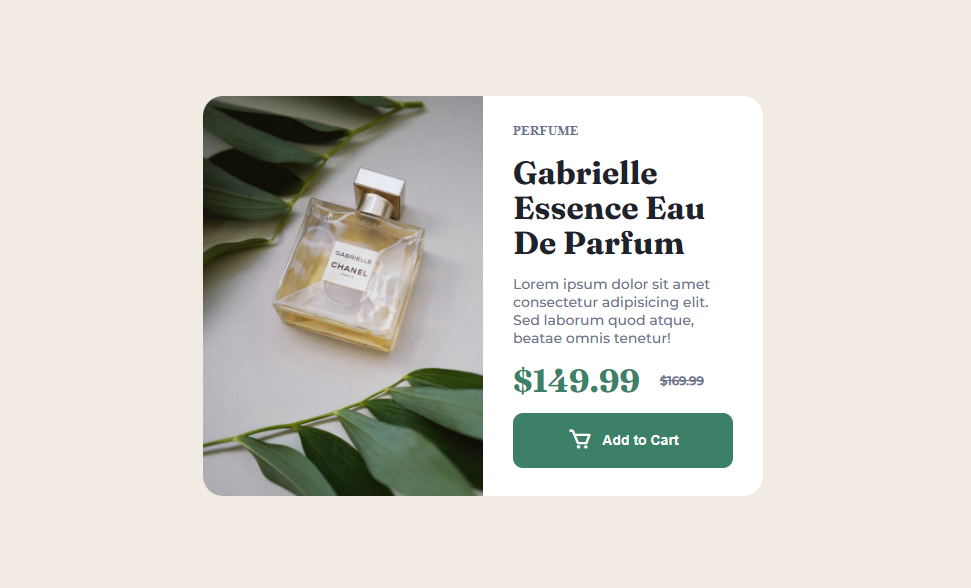 GABRIELLE
CHANEL
PARIS
PERFUME
Gabrielle
Essence Eau
De Parfum
Lorem ipsum dolor sit amet
consectetur adipisicing elit.
Sed laborum quod atque,
beatae omnis tenetur!
$149.99 $169.99
Add to Cart